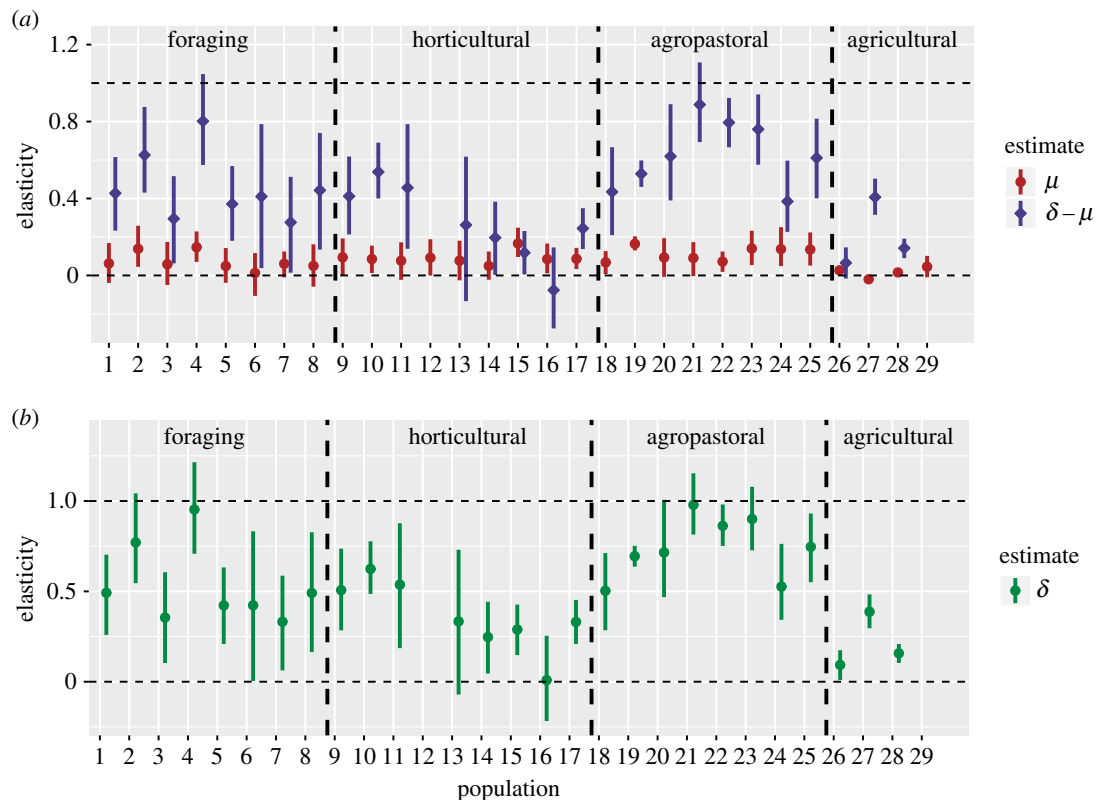 (a)
foraging horticultural agropastoral agricultural
1.2
0.8
0.4
0
elasticity
1 2 3 4 5 6 7 8 9 10 11 12 13 14 15 16 17 18 19 20 21 22 23 24 25 26 27 28 29
estimate
μ
δ – μ
(b)
foraging horticultural agropastoral agricultural
1.0
0.5
0
elasticity
1 2 3 4 5 6 7 8 9 10 11 12 13 14 15 16 17 18 19 20 21 22 23 24 25 26 27 28 29
population
estimate
δ